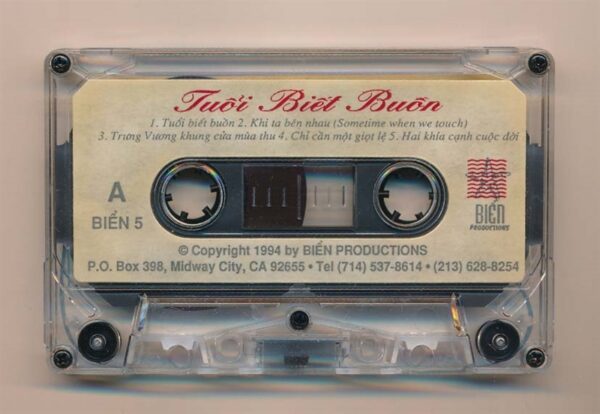 Tuổi Biết Buồn
1. Tuổi biết buồn 2. Khi ta bên nhau (Sometime when we touch)
3. Trưng Vương khung cửa mùa thu 4. Chỉ cần một giọt lệ 5. Hai khía cạnh cuộc đời
A
BIỂN 5
BIỂN
PRODUCTIONS
© Copyright 1994 by BIỂN PRODUCTIONS
P.O. Box 398, Midway City, CA 92655 • Tel (714) 537-8614 • (213) 628-8254